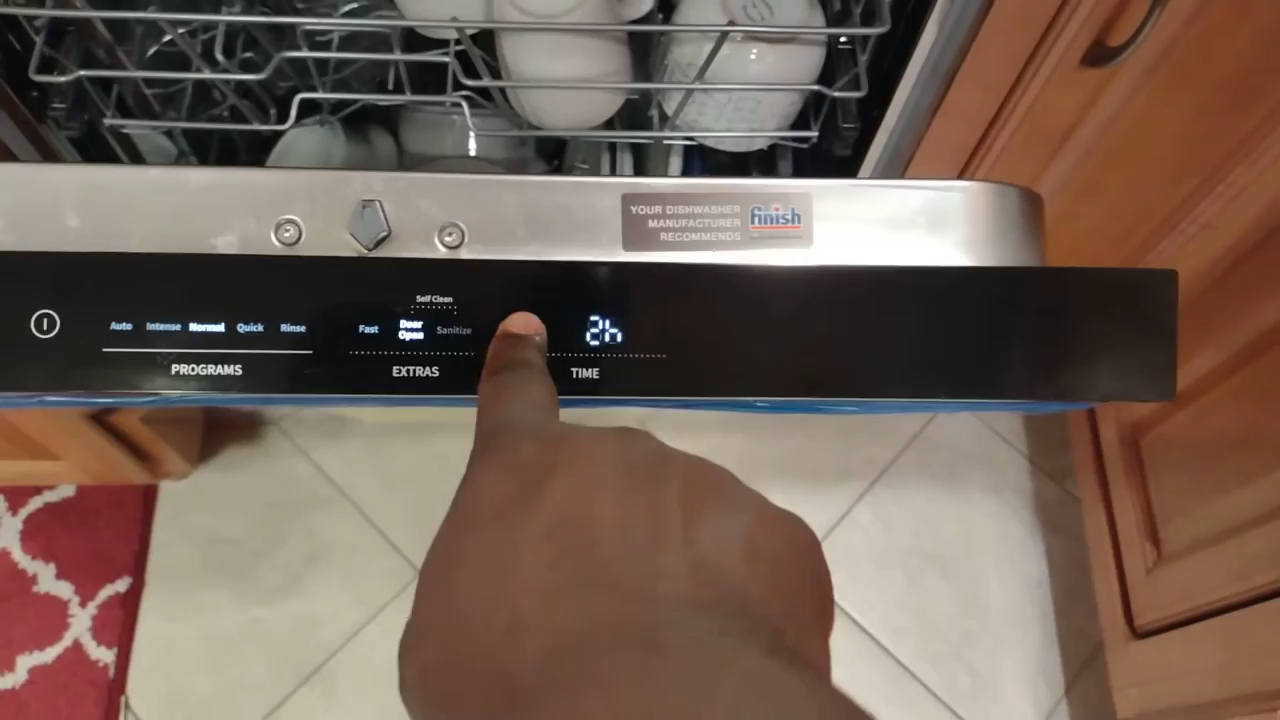 YOUR DISHWASHER
MANUFACTURER
RECOMMENDS
finish
Self Clean
Auto Intense Normal Quick Rinse
Fast Door Open Sanitize
2h
PROGRAMS
EXTRAS
TIME